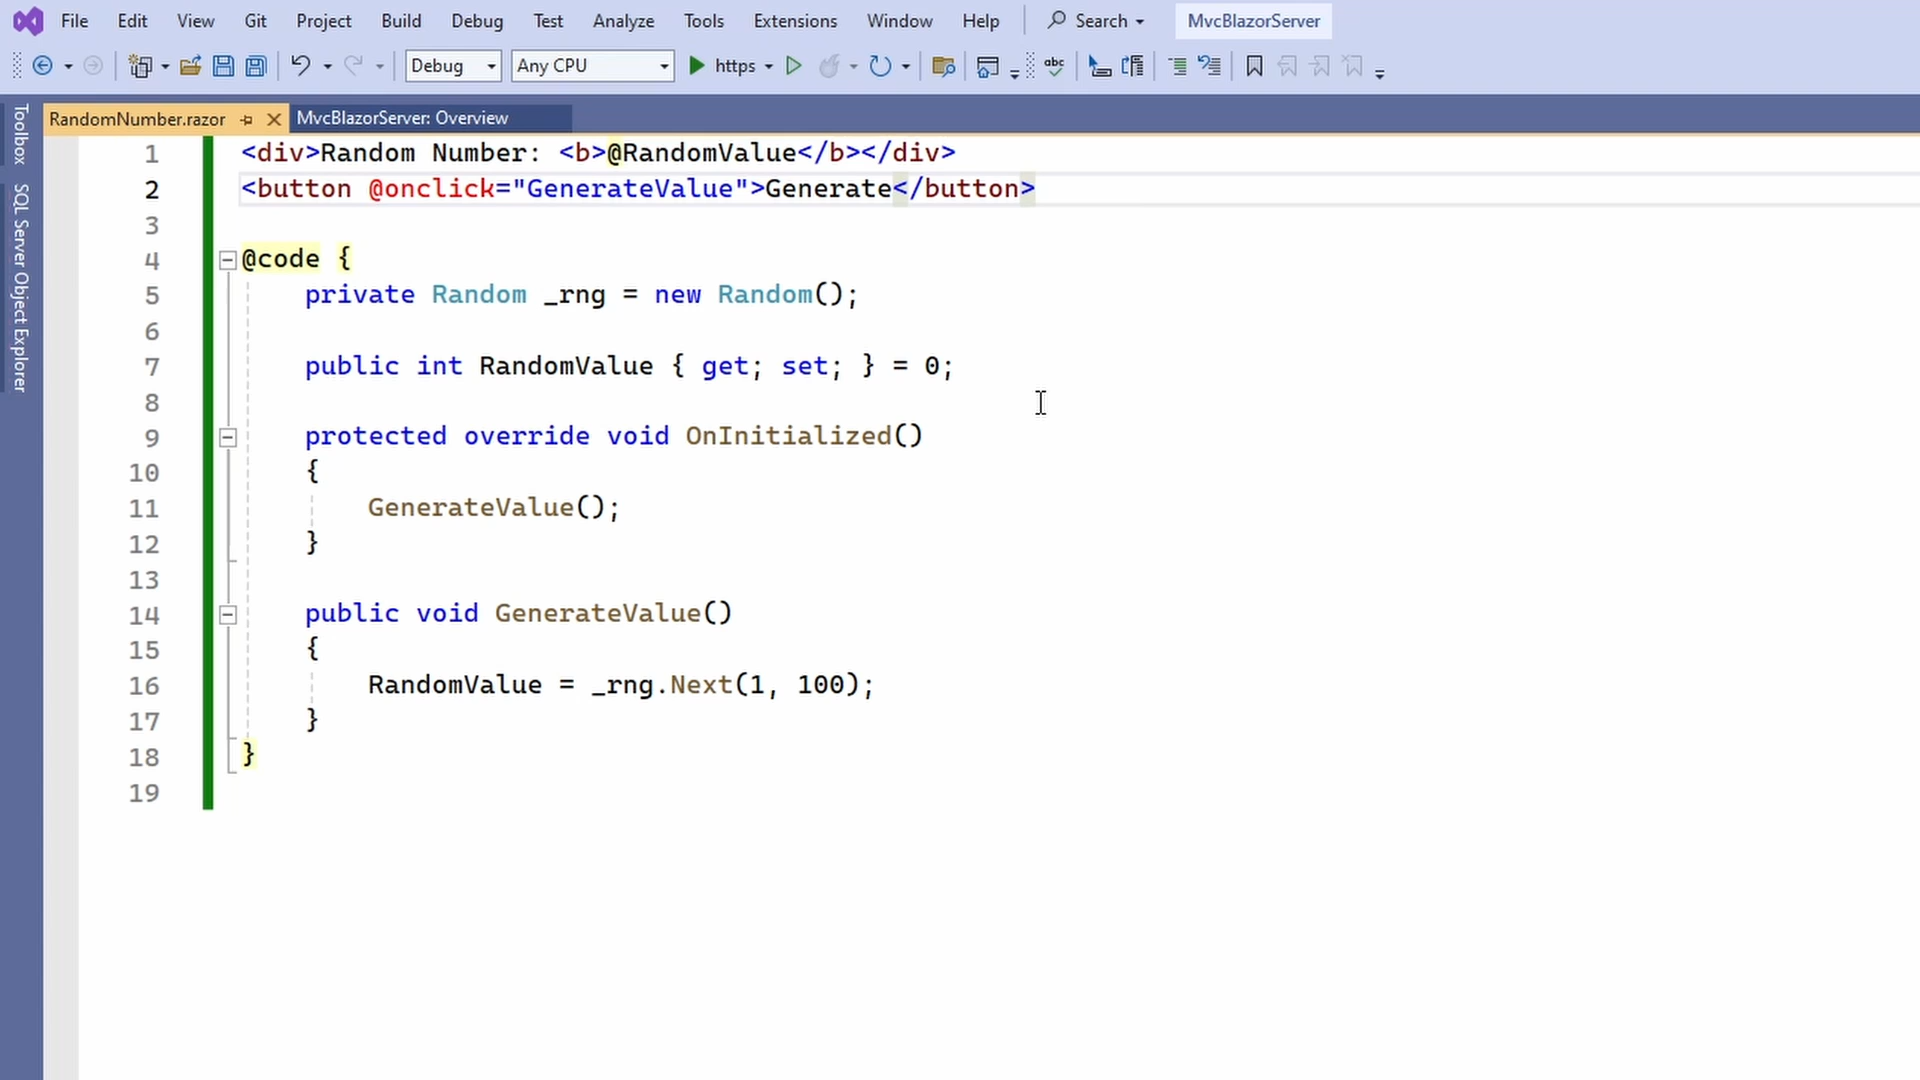 File Edit View Git Project Build Debug Test Analyze Tools Extensions Window Help Search MvcBlazorServer
Debug Any CPU https abc
Toolbox
SQL Server Object Explorer
RandomNumber.razor MvcBlazorServer: Overview
1 <div>Random Number: <b>@RandomValue</b></div>
2 <button @onclick="GenerateValue">Generate</button>
3
4 @code {
5 private Random _rng = new Random();
6
7 public int RandomValue { get; set; } = 0;
8
9 protected override void OnInitialized()
10 {
11 GenerateValue();
12 }
13
14 public void GenerateValue()
15 {
16 RandomValue = _rng.Next(1, 100);
17 }
18 }
19